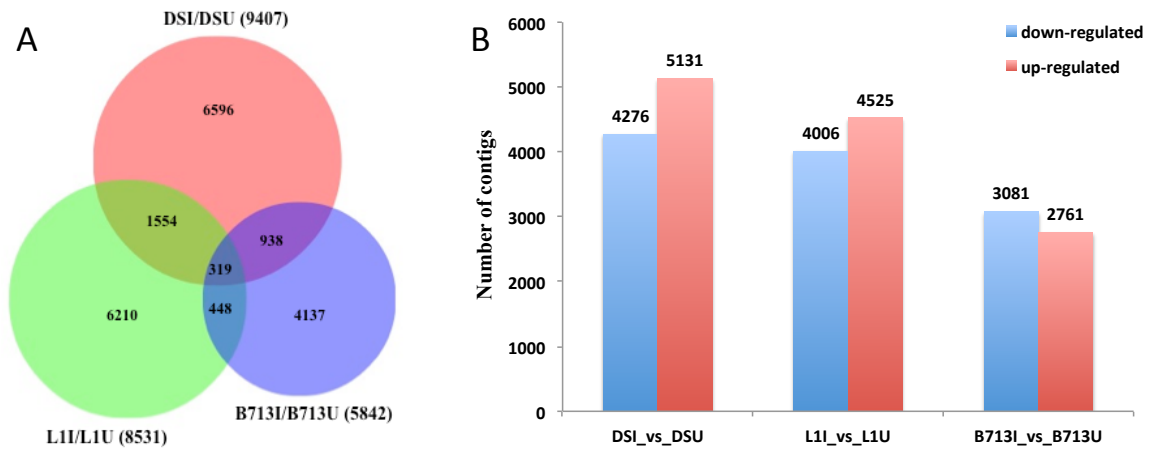 A
DSI/DSU (9407)
6596
1554
938
319
448
6210
4137
B713I/B713U (5842)
L1I/L1U (8531)
B
Number of contigs
6000
5000
4000
3000
2000
1000
0
down-regulated
up-regulated
4276
5131
4006
4525
3081
2761
DSI_vs_DSU
L1I_vs_L1U
B713I_vs_B713U